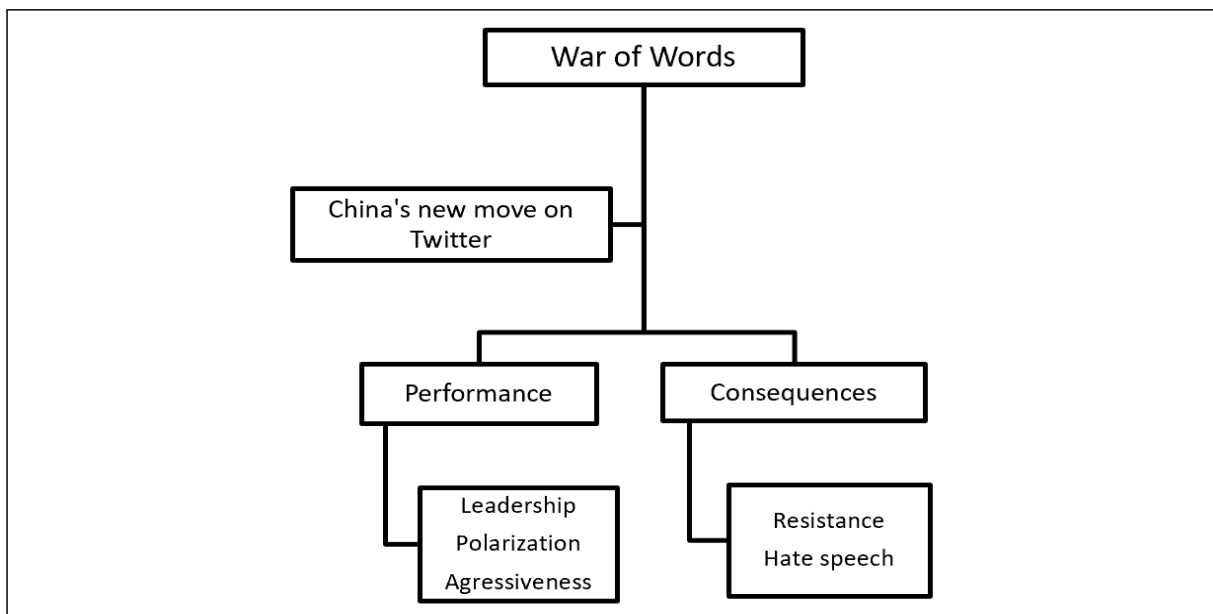 War of Words
China's new move on
Twitter
Performance
Consequences
Leadership
Polarization
Agressiveness
Resistance
Hate speech